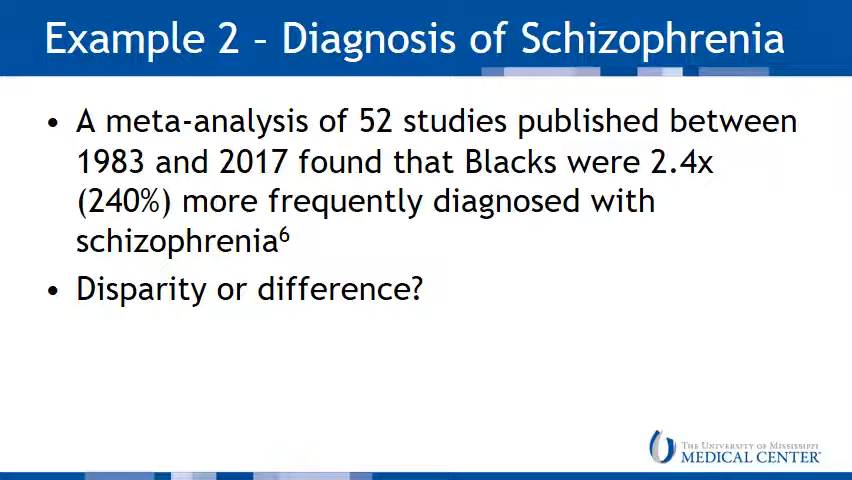 Example 2 – Diagnosis of Schizophrenia
• A meta-analysis of 52 studies published between
1983 and 2017 found that Blacks were 2.4x
(240%) more frequently diagnosed with
schizophrenia⁶
• Disparity or difference?
THE UNIVERSITY OF MISSISSIPPI
MEDICAL CENTER